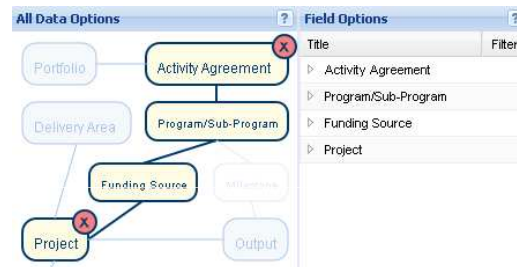 All Data Options ?
Field Options ?
Title Filter
Portfolio
Activity Agreement X
Activity Agreement
Program/Sub-Program
Delivery Area
Program/Sub-Program
Funding Source
Funding Source
Milestone
Project
Project X
Output